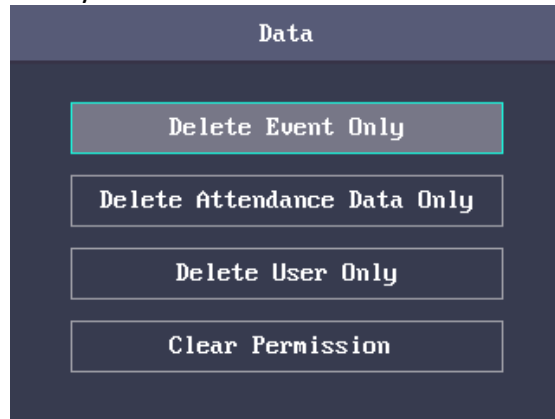 Data
Delete Event Only
Delete Attendance Data Only
Delete User Only
Clear Permission